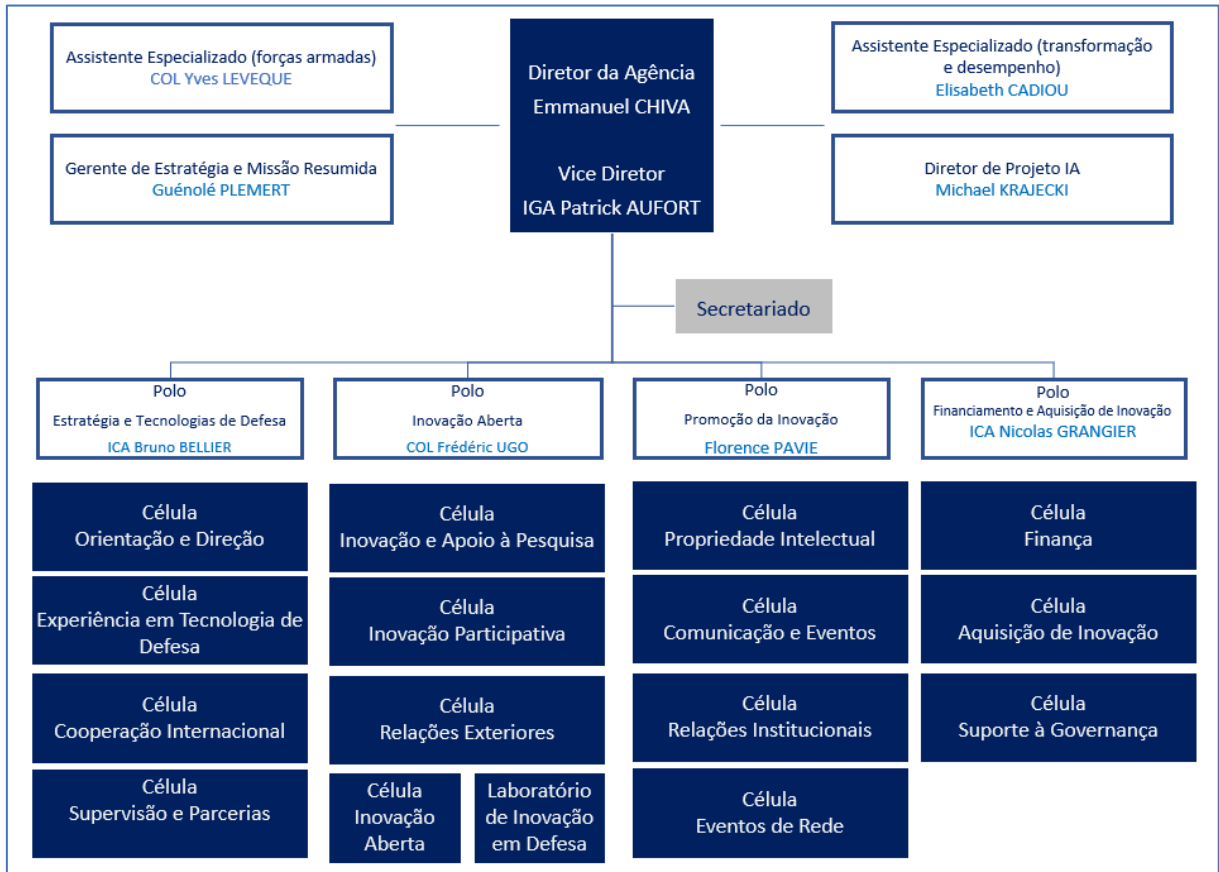 Assistente Especializado (forças armadas)
COL Yves LEVEQUE
Diretor da Agência
Emmanuel CHIVA
Vice Diretor
IGA Patrick AUFORT
Assistente Especializado (transformação
e desempenho)
Elisabeth CADIOU
Gerente de Estratégia e Missão Resumida
Guénolé PLEMERT
Diretor de Projeto IA
Michael KRAJECKI
Secretariado
Polo
Estratégia e Tecnologias de Defesa
ICA Bruno BELLIER
Polo
Inovação Aberta
COL Frédéric UGO
Polo
Promoção da Inovação
Florence PAVIE
Polo
Financiamento e Aquisição de Inovação
ICA Nicolas GRANGIER
Célula
Orientação e Direção
Célula
Experiência em Tecnologia de
Defesa
Célula
Cooperação Internacional
Célula
Supervisão e Parcerias
Célula
Inovação e Apoio à Pesquisa
Célula
Inovação Participativa
Célula
Relações Exteriores
Célula
Inovação
Aberta
Laboratório
de Inovação
em Defesa
Célula
Propriedade Intelectual
Célula
Comunicação e Eventos
Célula
Relações Institucionais
Célula
Eventos de Rede
Célula
Finança
Célula
Aquisição de Inovação
Célula
Suporte à Governança